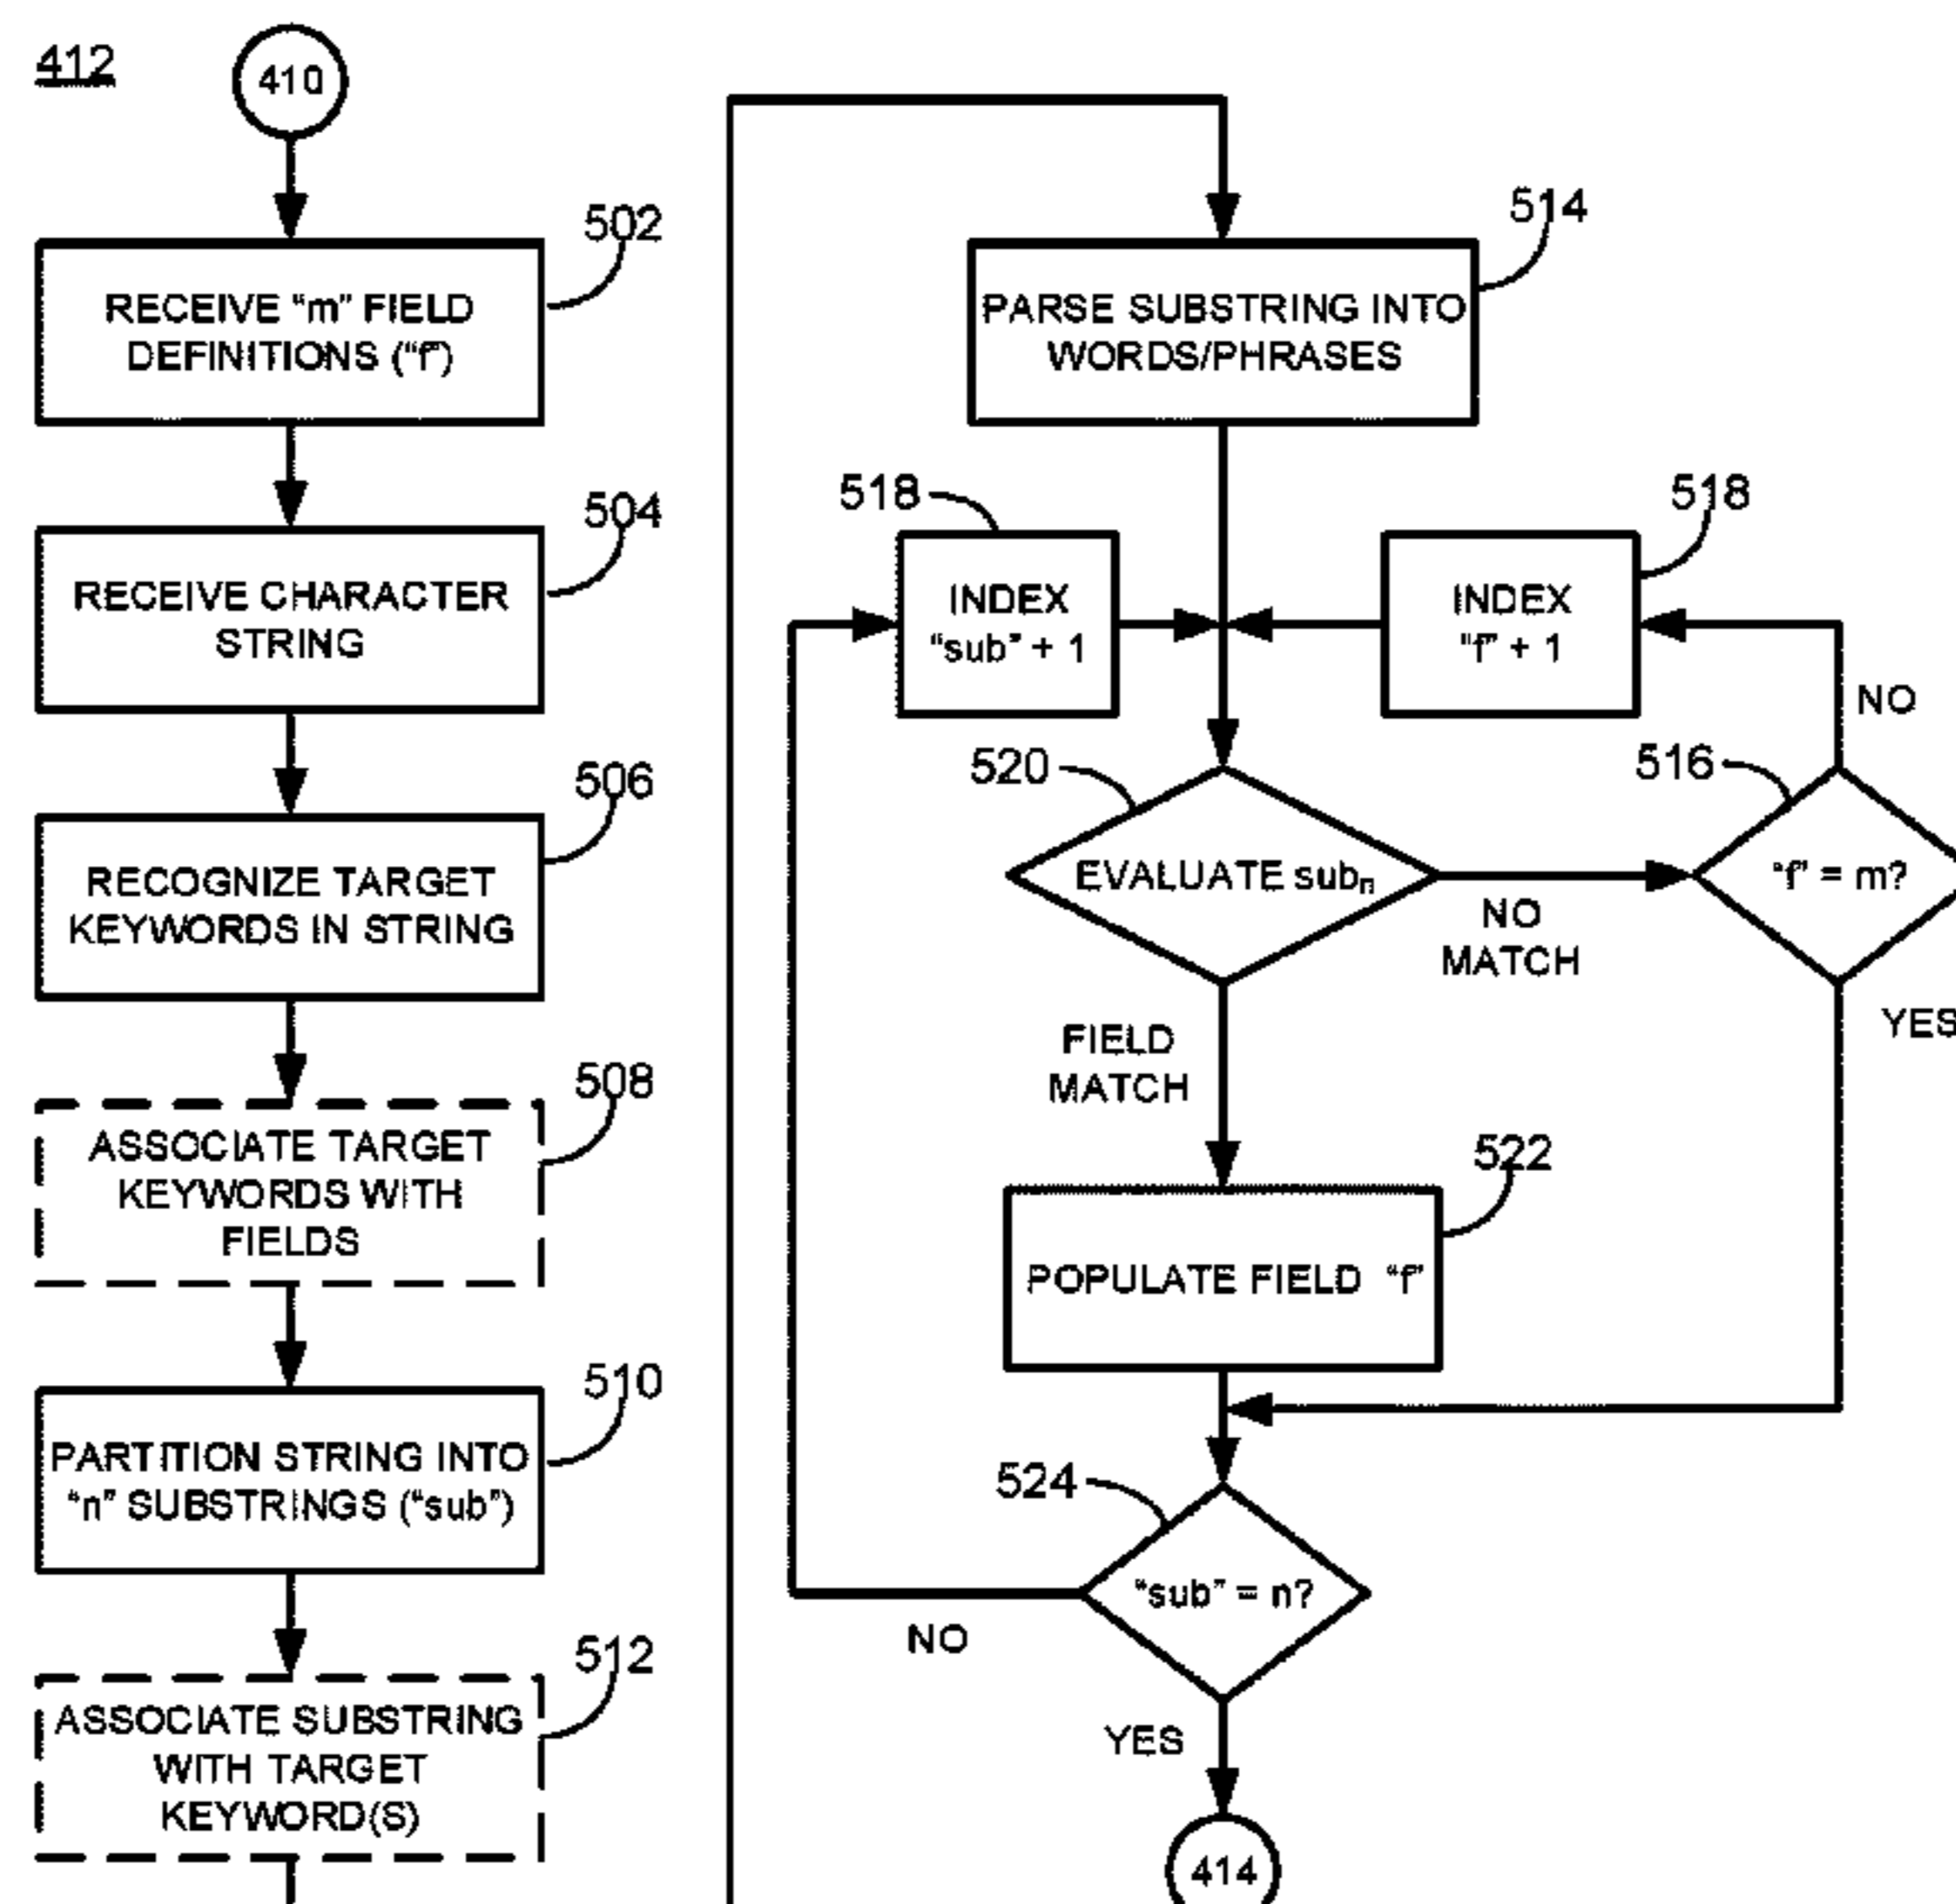 412
410
502
RECEIVE “m” FIELD
DEFINITIONS (“f”)
504
RECEIVE CHARACTER
STRING
506
RECOGNIZE TARGET
KEYWORDS IN STRING
508
ASSOCIATE TARGET
KEYWORDS WITH
FIELDS
510
PARTITION STRING INTO
“n” SUBSTRINGS (“sub”)
512
ASSOCIATE SUBSTRING
WITH TARGET
KEYWORD(S)
514
PARSE SUBSTRING INTO
WORDS/PHRASES
518
INDEX
“sub” + 1
518
INDEX
“f” + 1
NO
520
EVALUATE subn
NO
MATCH
516
“f” = m?
YES
FIELD
MATCH
522
POPULATE FIELD “f”
524
“sub” = n?
NO
YES
414